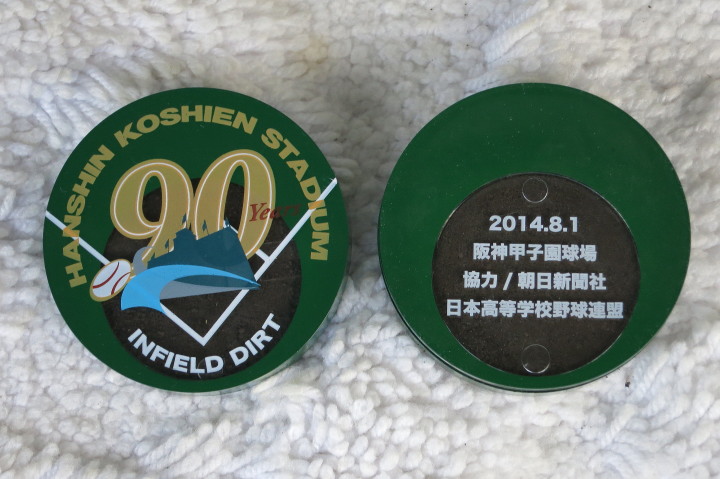 HANSHIN KOSHIEN STADIUM
90
Years
INFIELD DIRT
2014.8.1
阪神甲子園球場
協力/朝日新聞社
日本高等学校野球連盟